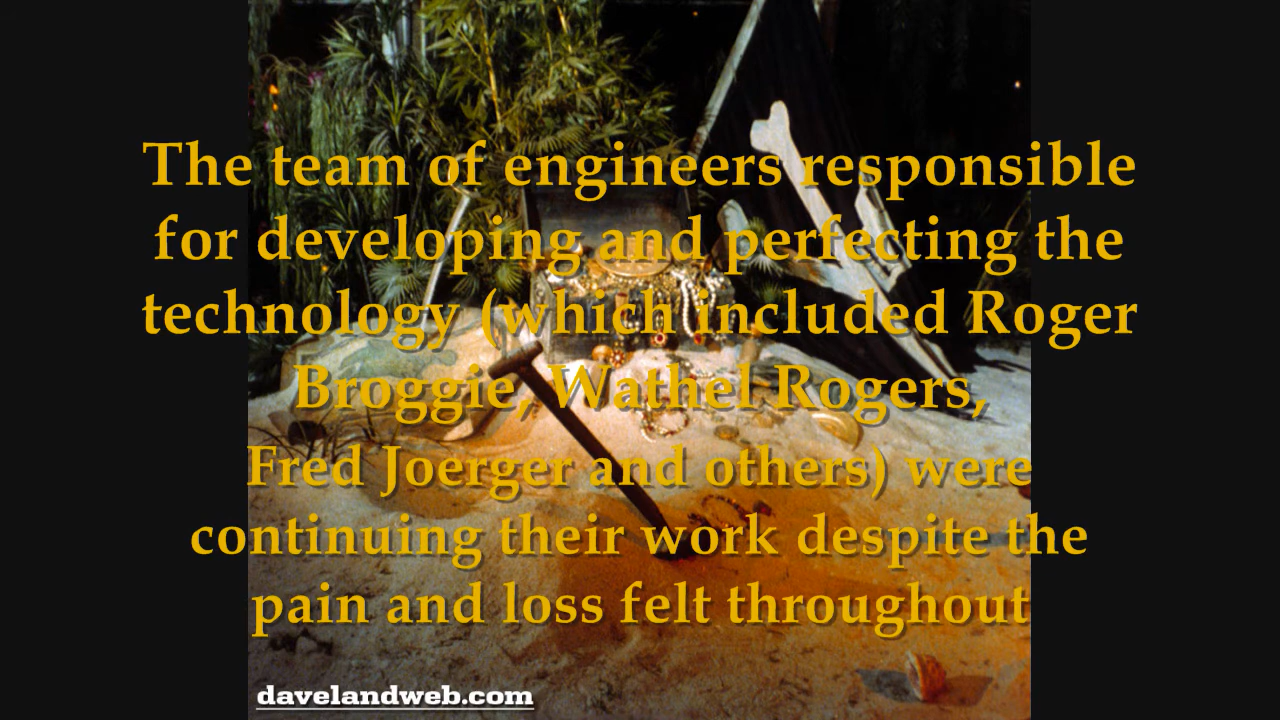 The team of engineers responsible
for developing and perfecting the
technology (which included Roger
Broggie, Wathel Rogers,
Fred Joerger and others) were
continuing their work despite the
pain and loss felt throughout
davelandweb.com